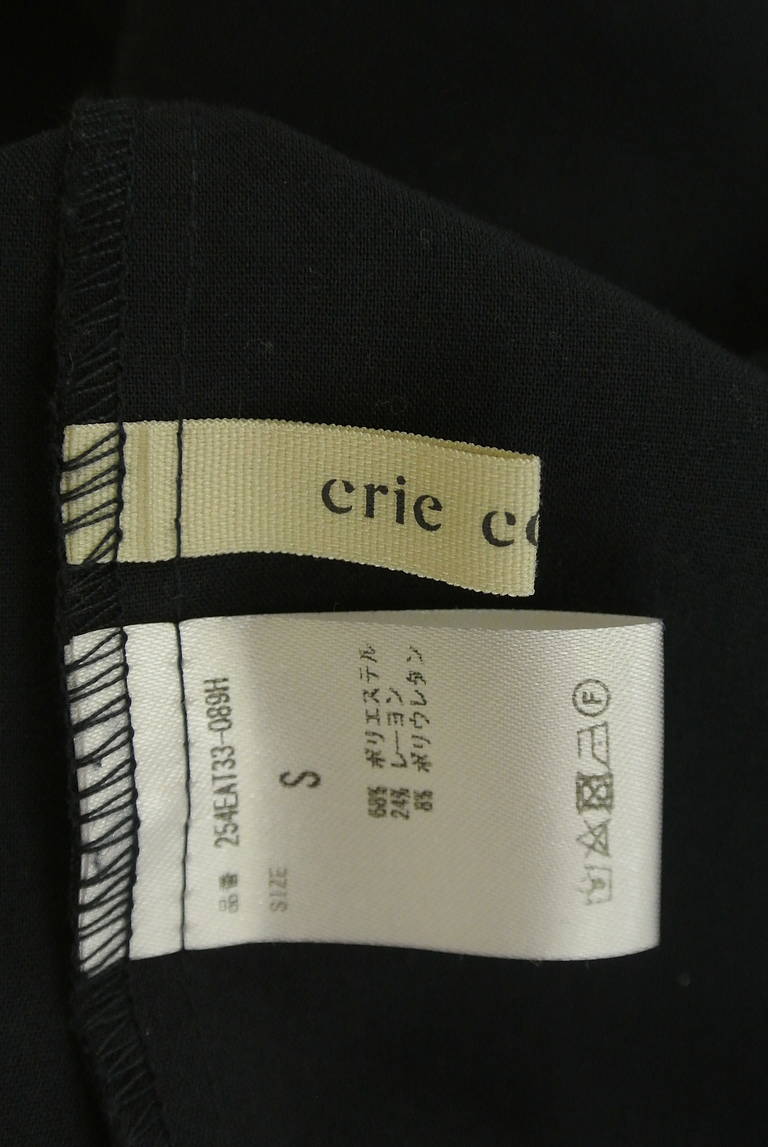 crie co
品番 254EAT33-089H
SIZE S
68% ポリエステル
24% レーヨン
8% ポリウレタン
F